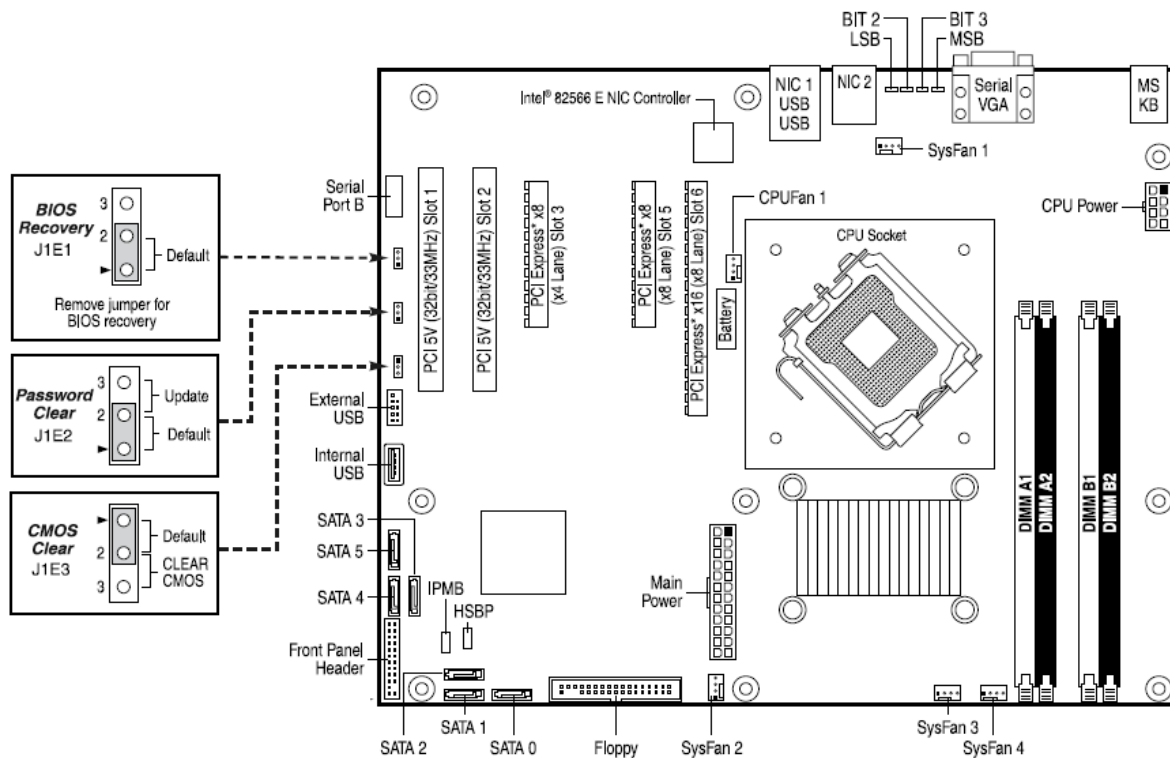 BIT 2
LSB
BIT 3
MSB
Intel® 82566 E NIC Controller
NIC 1
USB
USB
NIC 2
Serial
VGA
MS
KB
SysFan 1
Serial
Port B
PCI 5V (32bit/33MHz) Slot 1
PCI 5V (32bit/33MHz) Slot 2
PCI Express* x8
(x4 Lane) Slot 3
PCI Express* x8
(x8 Lane) Slot 5
PCI Express* x16 (x8 Lane) Slot 6
CPUFan 1
CPU Power
CPU Socket
Battery
BIOS
Recovery
J1E1
3
2
Default
Remove jumper for
BIOS recovery
Password
Clear
J1E2
3
2
Update
Default
CMOS
Clear
J1E3
2
3
Default
CLEAR
CMOS
External
USB
Internal
USB
SATA 3
SATA 5
SATA 4
IPMB
HSBP
Front Panel
Header
Main
Power
DIMM A1
DIMM A2
DIMM B1
DIMM B2
SATA 2
SATA 1
SATA 0
Floppy
SysFan 2
SysFan 3
SysFan 4